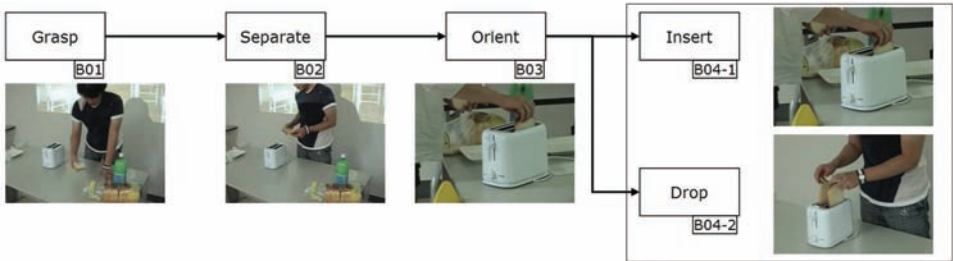 Grasp
B01
Separate
B02
Orient
B03
Insert
B04-1
Drop
B04-2